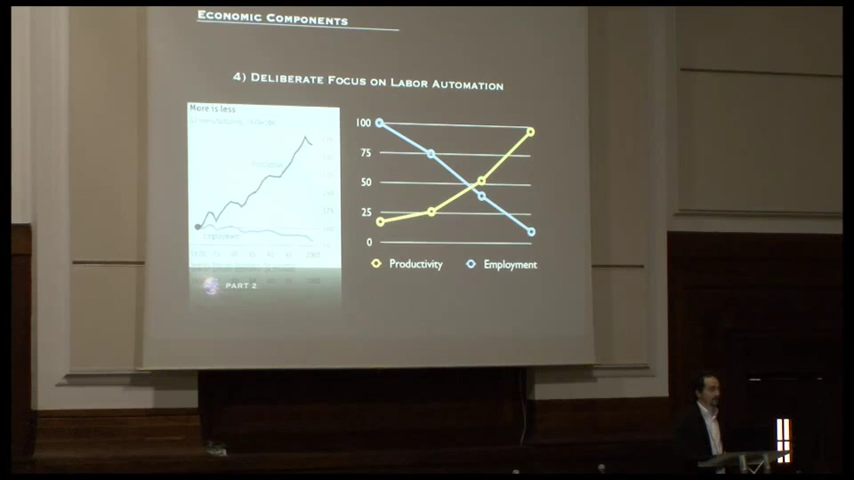 Economic Components
4) Deliberate Focus on Labor Automation
More is less
100
75
50
25
0
Productivity Employment
PART 2